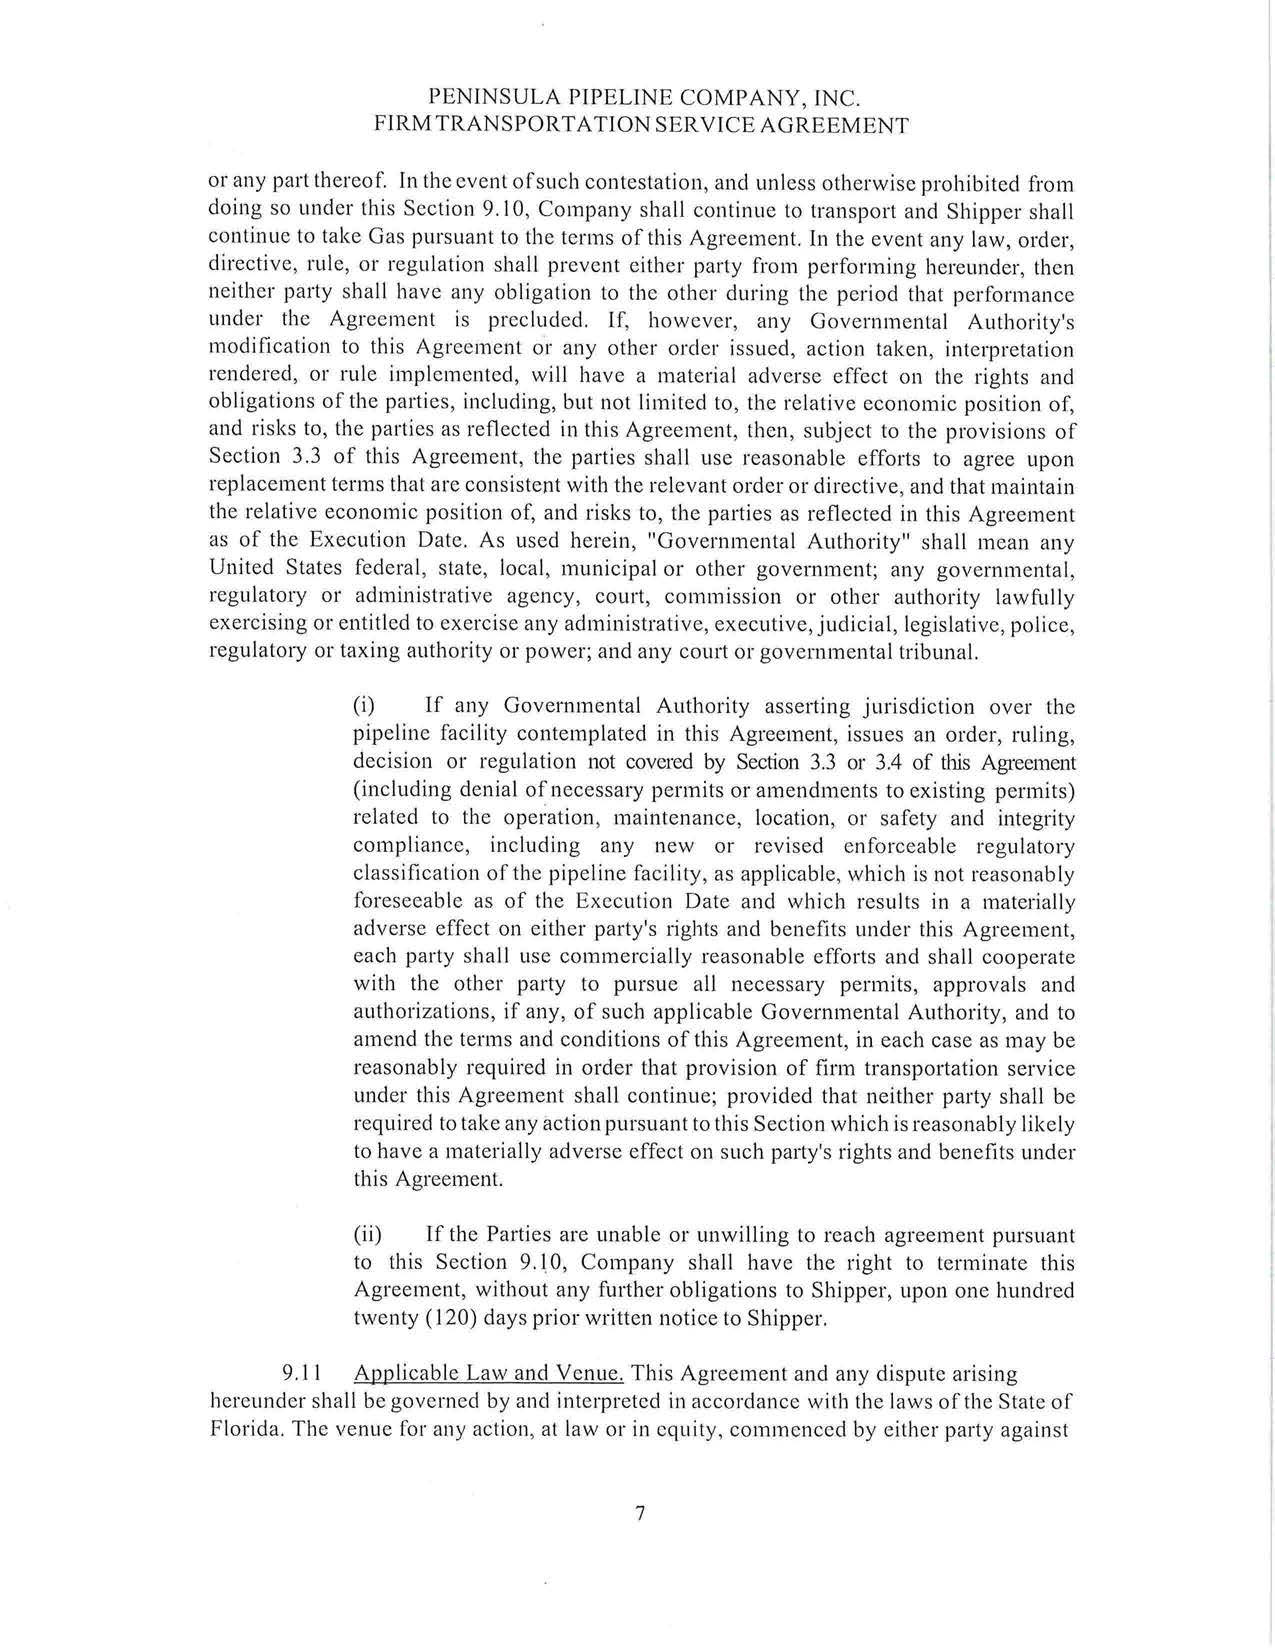 PENINSULA PIPELINE COMPANY, INC.
FIRM TRANSPORTATION SERVICE AGREEMENT
or any part thereof. In the event of such contestation, and unless otherwise prohibited from
doing so under this Section 9.10, Company shall continue to transport and Shipper shall
continue to take Gas pursuant to the terms of this Agreement. In the event any law, order,
directive, rule, or regulation shall prevent either party from performing hereunder, then
neither party shall have any obligation to the other during the period that performance
under the Agreement is precluded. If, however, any Governmental Authority's
modification to this Agreement or any other order issued, action taken, interpretation
rendered, or rule implemented, will have a material adverse effect on the rights and
obligations of the parties, including, but not limited to, the relative economic position of,
and risks to, the parties as reflected in this Agreement, then, subject to the provisions of
Section 3.3 of this Agreement, the parties shall use reasonable efforts to agree upon
replacement terms that are consistent with the relevant order or directive, and that maintain
the relative economic position of, and risks to, the parties as reflected in this Agreement
as of the Execution Date. As used herein, "Governmental Authority" shall mean any
United States federal, state, local, municipal or other government; any governmental,
regulatory or administrative agency, court, commission or other authority lawfully
exercising or entitled to exercise any administrative, executive, judicial, legislative, police,
regulatory or taxing authority or power; and any court or governmental tribunal.
(i) If any Governmental Authority asserting jurisdiction over the
pipeline facility contemplated in this Agreement, issues an order, ruling,
decision or regulation not covered by Section 3.3 or 3.4 of this Agreement
(including denial of necessary permits or amendments to existing permits)
related to the operation, maintenance, location, or safety and integrity
compliance, including any new or revised enforceable regulatory
classification of the pipeline facility, as applicable, which is not reasonably
foreseeable as of the Execution Date and which results in a materially
adverse effect on either party's rights and benefits under this Agreement,
each party shall use commercially reasonable efforts and shall cooperate
with the other party to pursue all necessary permits, approvals and
authorizations, if any, of such applicable Governmental Authority, and to
amend the terms and conditions of this Agreement, in each case as may be
reasonably required in order that provision of firm transportation service
under this Agreement shall continue; provided that neither party shall be
required to take any action pursuant to this Section which is reasonably likely
to have a materially adverse effect on such party's rights and benefits under
this Agreement.
(ii) If the Parties are unable or unwilling to reach agreement pursuant
to this Section 9.10, Company shall have the right to terminate this
Agreement, without any further obligations to Shipper, upon one hundred
twenty (120) days prior written notice to Shipper.
9.11 Applicable Law and Venue. This Agreement and any dispute arising
hereunder shall be governed by and interpreted in accordance with the laws of the State of
Florida. The venue for any action, at law or in equity, commenced by either party against
7